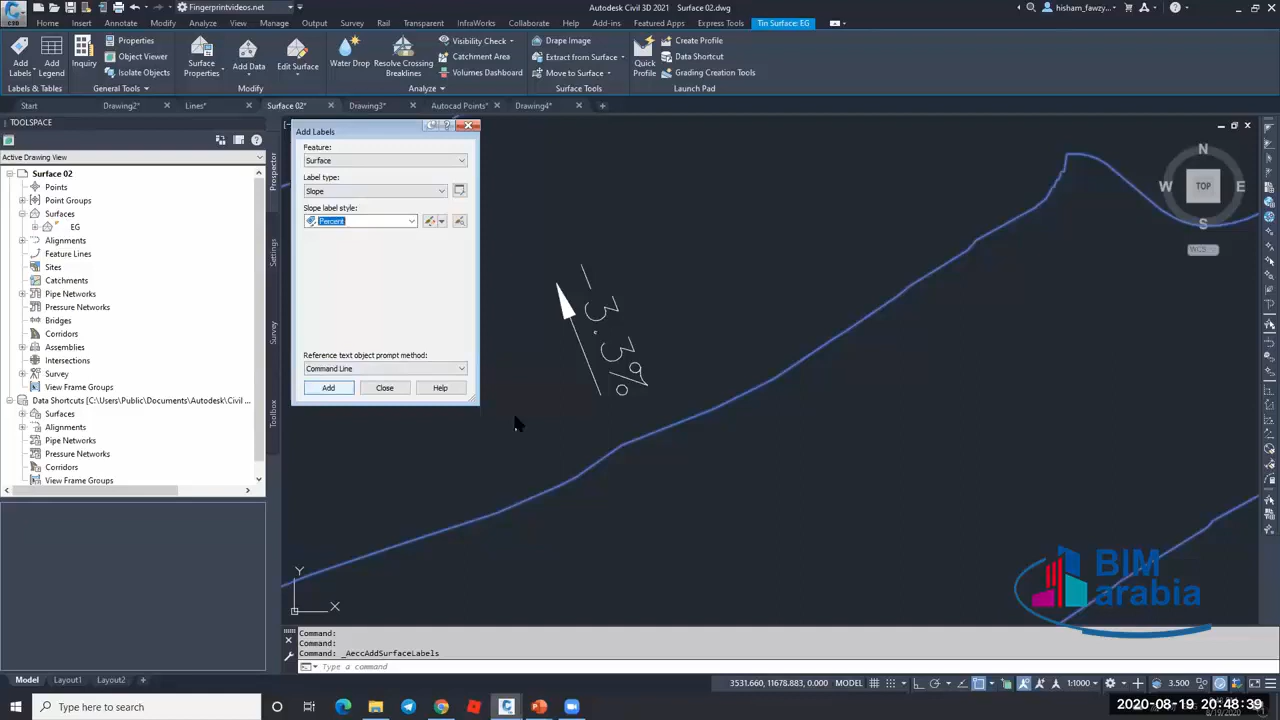 Fingerprintvideos.net
Autodesk Civil 3D 2021 Surface 02.dwg
hisham_fawzy...
C3D
Home Insert Annotate Modify Analyze View Manage Output Survey Rail Transparent InfraWorks Collaborate Help Add-ins Featured Apps Express Tools Tin Surface: EG
Add Labels
Add Legend
Labels & Tables
Inquiry
Properties
Object Viewer
Isolate Objects
General Tools
Surface Properties
Add Data
Edit Surface
Modify
Water Drop
Resolve Crossing Breaklines
Visibility Check
Catchment Area
Volumes Dashboard
Analyze
Drape Image
Extract from Surface
Move to Surface
Surface Tools
Quick Profile
Create Profile
Data Shortcut
Grading Creation Tools
Launch Pad
Start Drawing2* Lines* Surface 02* Drawing3* Autocad Points* Drawing4*
TOOLSPACE
Active Drawing View
Surface 02
Points
Point Groups
Surfaces
EG
Alignments
Feature Lines
Sites
Catchments
Pipe Networks
Pressure Networks
Bridges
Corridors
Assemblies
Intersections
Survey
View Frame Groups
Data Shortcuts [C:\Users\Public\Documents\Autodesk\Civil ...
Surfaces
Alignments
Pipe Networks
Pressure Networks
Corridors
View Frame Groups
Prospector
Settings
Survey
Toolbox
Add Labels
Feature:
Surface
Label type:
Slope
Slope label style:
Percent
Reference text object prompt method:
Command Line
Add Close Help
-3.3%
N
W TOP E
S
WCS
Y
X
BIM
arabia
Command:
Command:
Command: _AeccAddSurfaceLabels
Type a command
Model Layout1 Layout2 +
3531.660, 11678.883, 0.000 MODEL 1:1000 3.500
Type here to search
2020-08-19 20:48:39